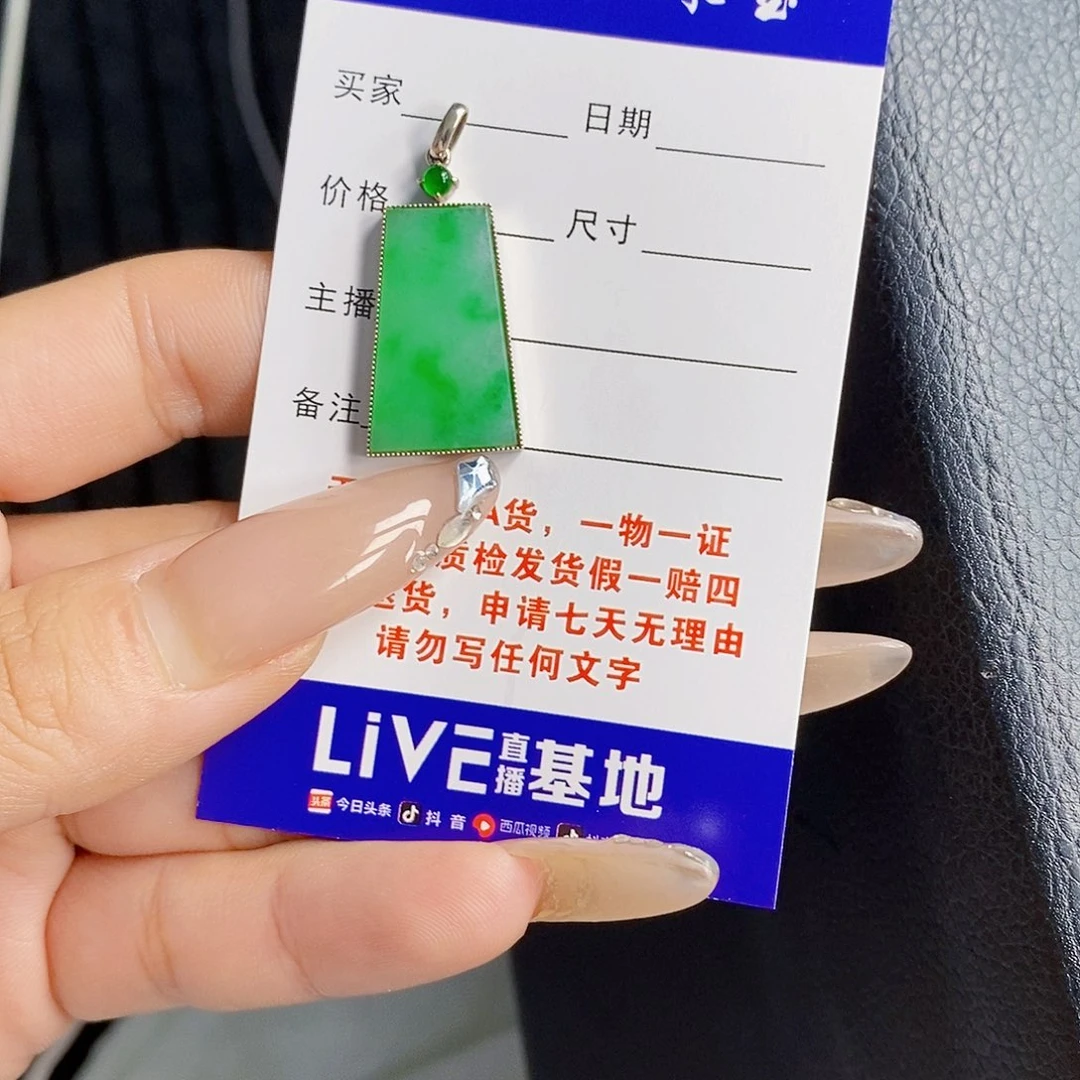 买家 日期
价格 尺寸
主播
备注
A货，一物一证
质检发货假一赔四
退货，申请七天无理由
请勿写任何文字
LiVE直播基地
今日头条 抖音 西瓜视频